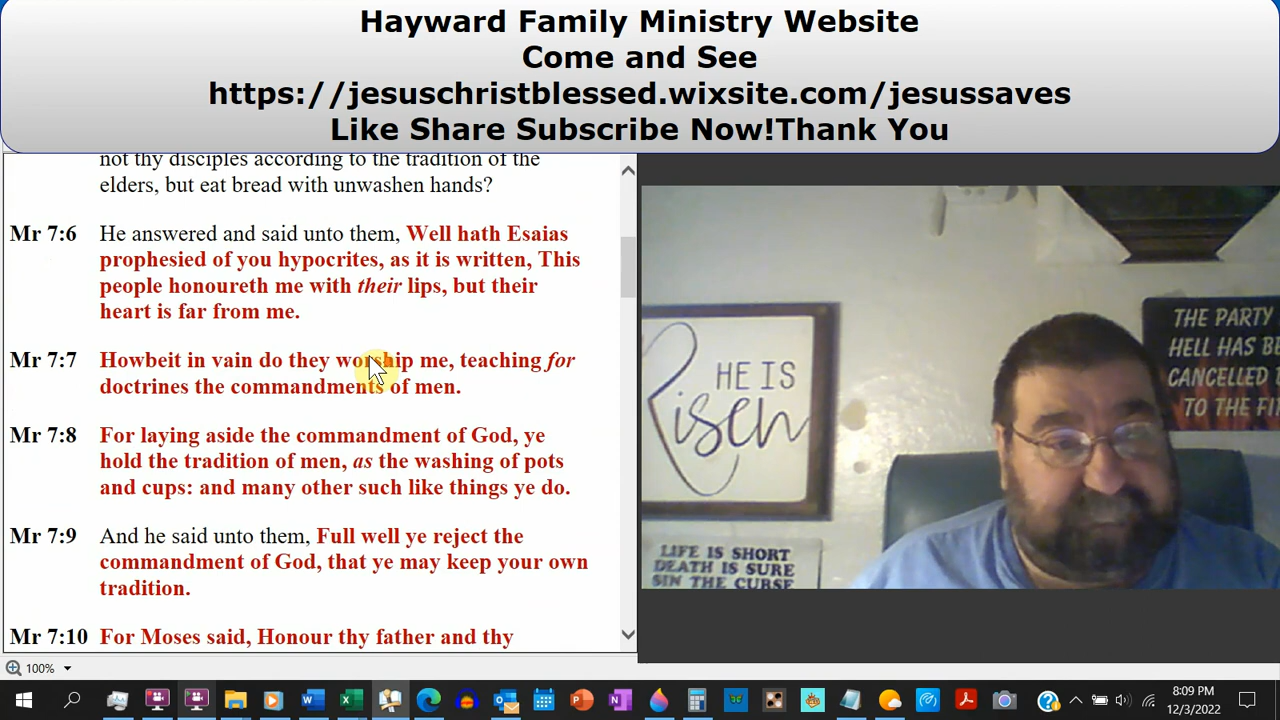 Hayward Family Ministry Website
Come and See
https://jesuschristblessed.wixsite.com/jesussaves
Like Share Subscribe Now!Thank You
not thy disciples according to the tradition of the
elders, but eat bread with unwashen hands?
Mr 7:6 He answered and said unto them, Well hath Esaias
prophesied of you hypocrites, as it is written, This
people honoureth me with their lips, but their
heart is far from me.
Mr 7:7 Howbeit in vain do they worship me, teaching for
doctrines the commandments of men.
Mr 7:8 For laying aside the commandment of God, ye
hold the tradition of men, as the washing of pots
and cups: and many other such like things ye do.
Mr 7:9 And he said unto them, Full well ye reject the
commandment of God, that ye may keep your own
tradition.
Mr 7:10 For Moses said, Honour thy father and thy
HE IS
Risen
THE PARTY
HELL HAS BE
CANCELLED
TO THE FI
LIFE IS SHORT
DEATH IS SURE
SIN THE CURSE
100%
8:09 PM
12/3/2022